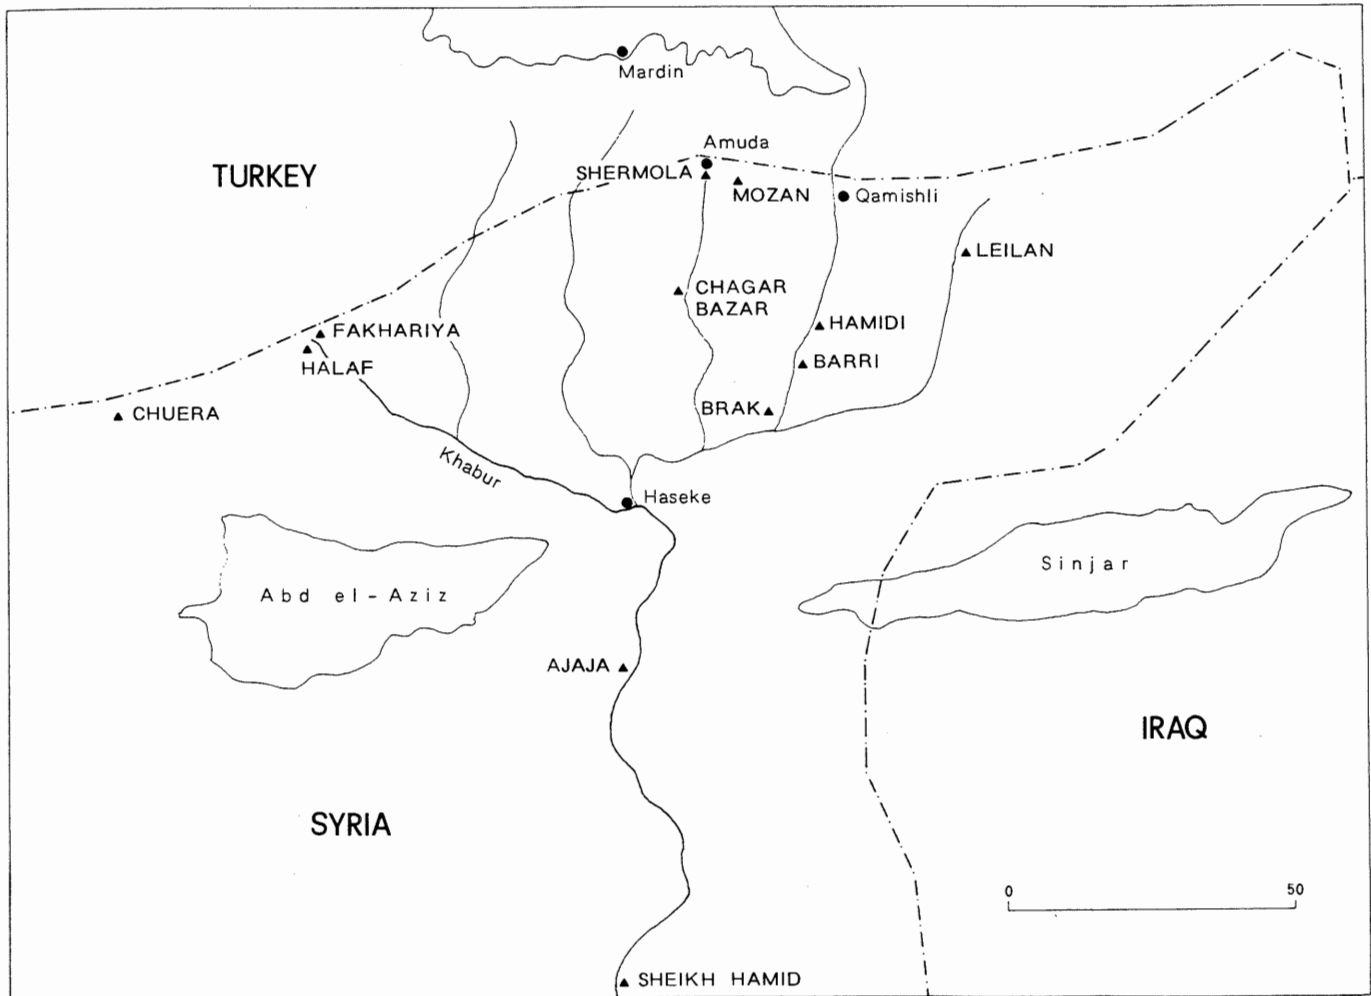 Mardin
Amuda
TURKEY
SHERMOLA
MOZAN
Qamishli
LEILAN
CHAGAR
BAZAR
FAKHARIYA
HAMIDI
HALAF
BARRI
CHUERA
BRAK
Khabur
Haseke
Sinjar
Abd el-Aziz
AJAJA
IRAQ
SYRIA
0 50
SHEIKH HAMID